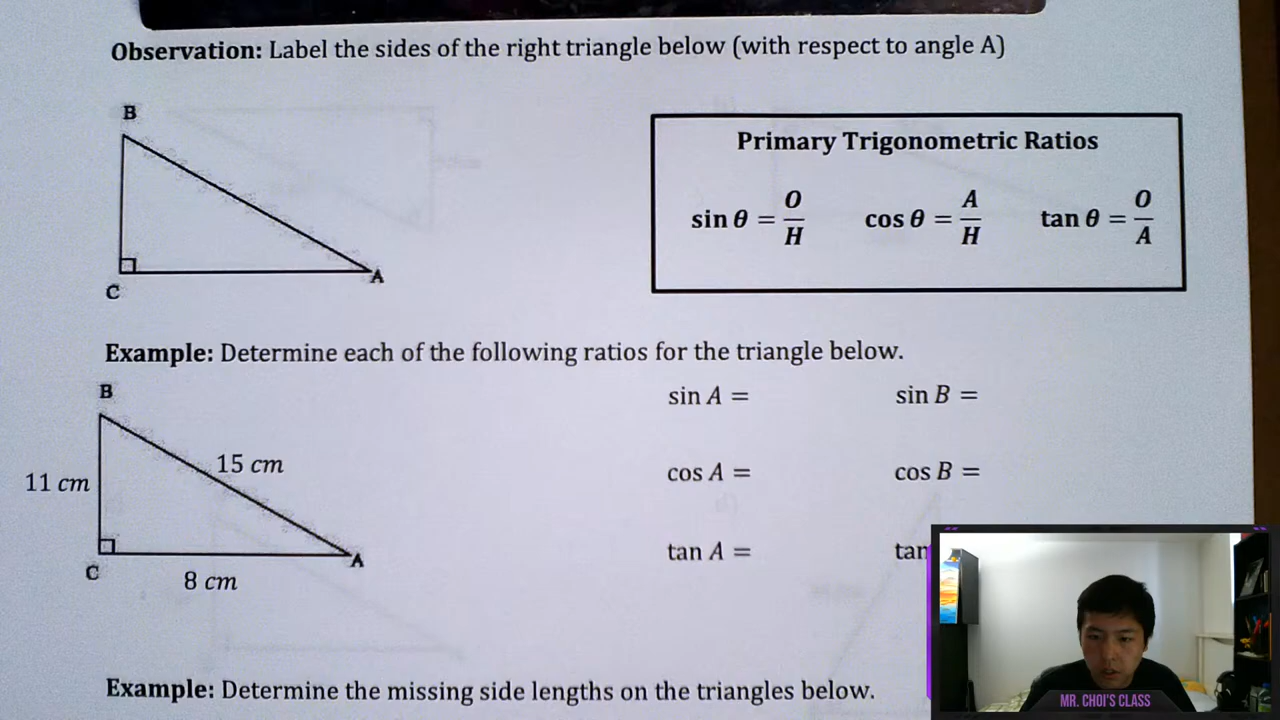 Observation: Label the sides of the right triangle below (with respect to angle A)
B
C
A
Primary Trigonometric Ratios
sin θ = O/H cos θ = A/H tan θ = O/A
Example: Determine each of the following ratios for the triangle below.
B
11 cm
15 cm
C
A
8 cm
sin A = sin B =
cos A = cos B =
tan A = tan
Example: Determine the missing side lengths on the triangles below.
MR. CHOI'S CLASS